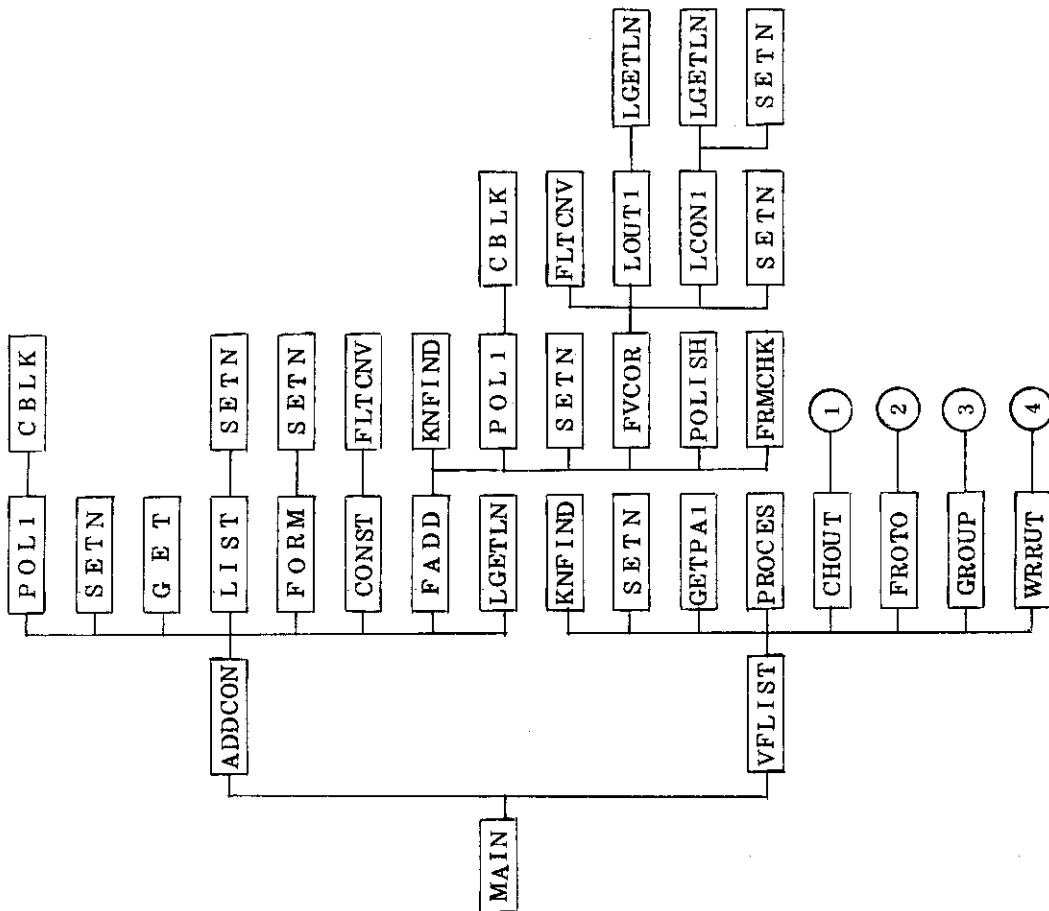 MAIN
ADDCON
VFLIST
POL1
SETN
GET
LIST
FORM
CONST
FADD
LGETLN
KNFIND
SETN
GETPA1
PROCES
CHOUT
FROTO
GROUP
WRRUT
CBLK
SETN
SETN
FLTCNV
KNFIND
POL1
SETN
FVCOR
POLISH
FRMCHK
1
2
3
4
CBLK
FLTCNV
LOUT1
LCON1
SETN
LGETLN
LGETLN
SETN